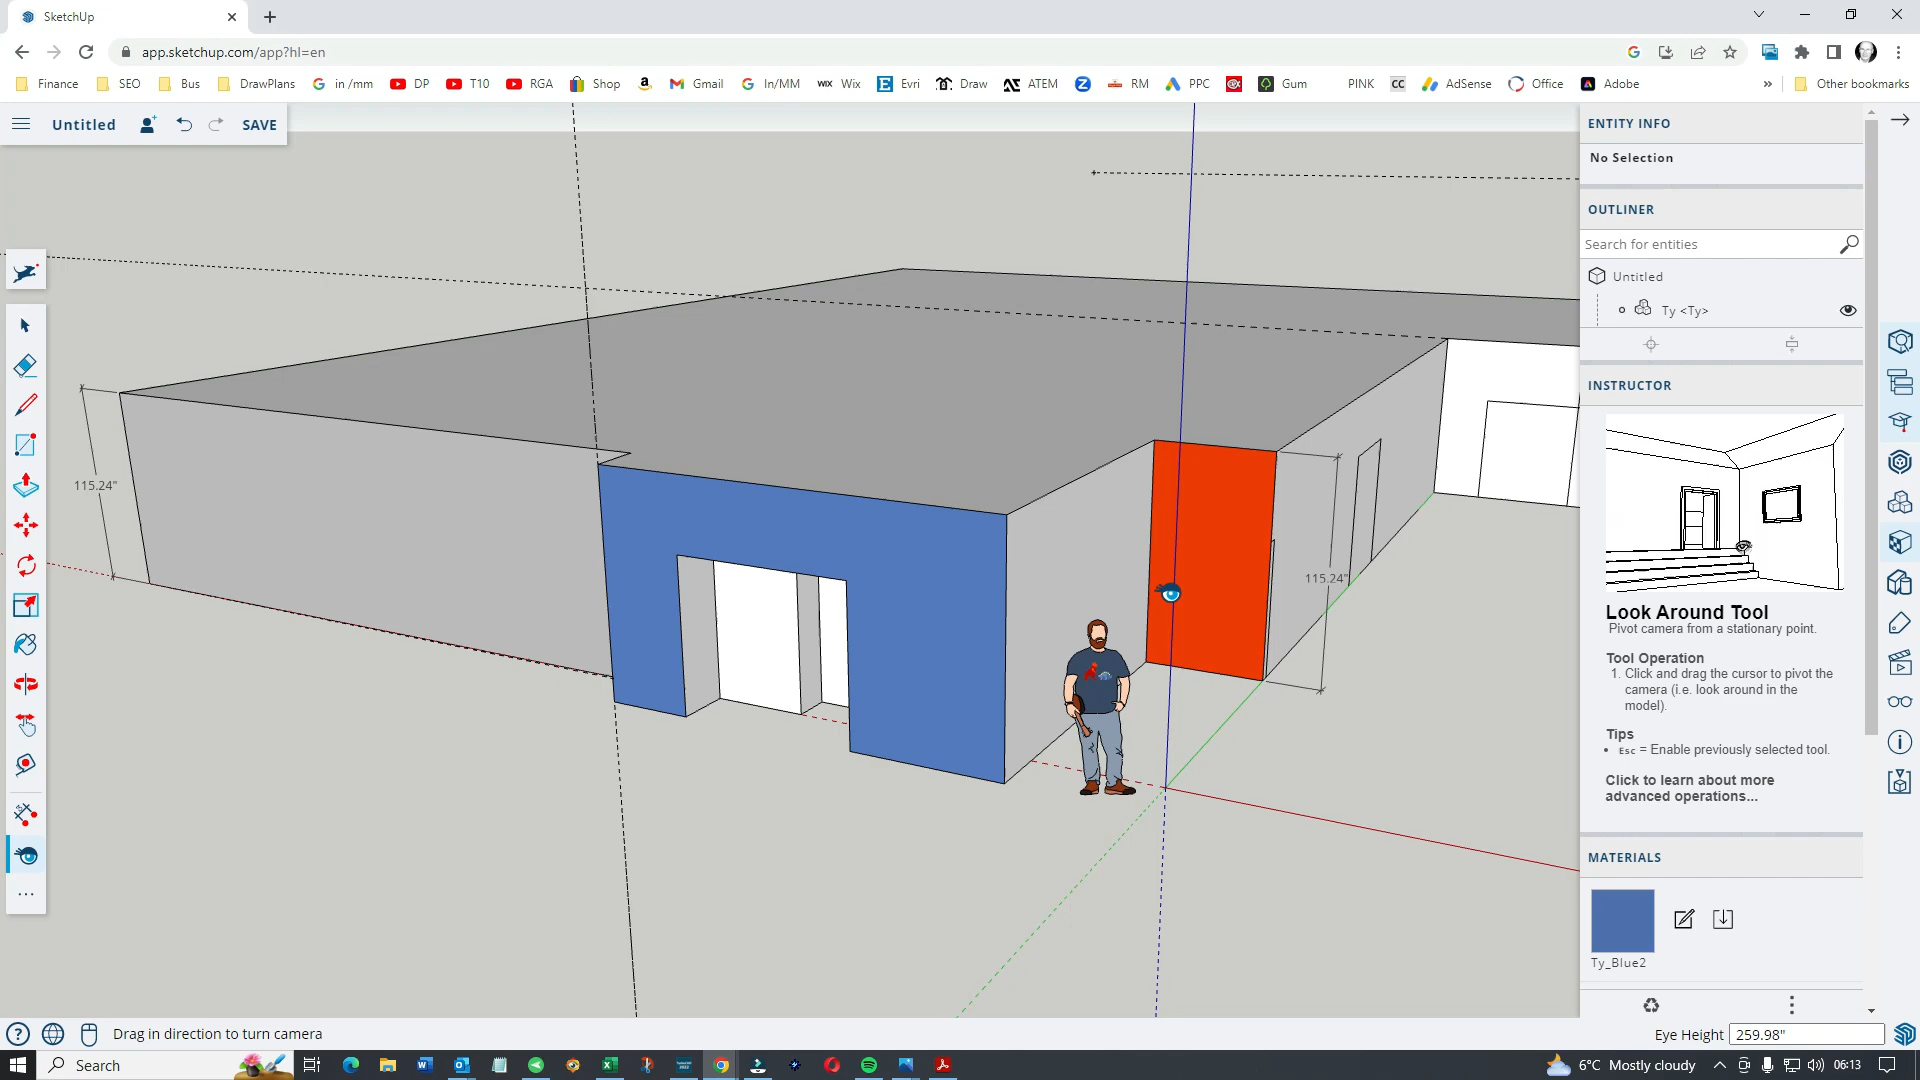 SketchUp
app.sketchup.com/app?hl=en
Finance SEO Bus DrawPlans in /mm DP T10 RGA Shop Gmail In/MM WIX Wix Evri Draw ATEM RM PPC Gum PINK CC AdSense Office Adobe » Other bookmarks
Untitled SAVE
ENTITY INFO
No Selection
OUTLINER
Search for entities
Untitled
Ty <Ty>
INSTRUCTOR
115.24"
115.24"
Look Around Tool
Pivot camera from a stationary point.
Tool Operation
1. Click and drag the cursor to pivot the
camera (i.e. look around in the
model).
Tips
• Esc = Enable previously selected tool.
Click to learn about more
advanced operations...
MATERIALS
Ty_Blue2
Drag in direction to turn camera
Eye Height 259.98"
Search
6°C Mostly cloudy 06:13